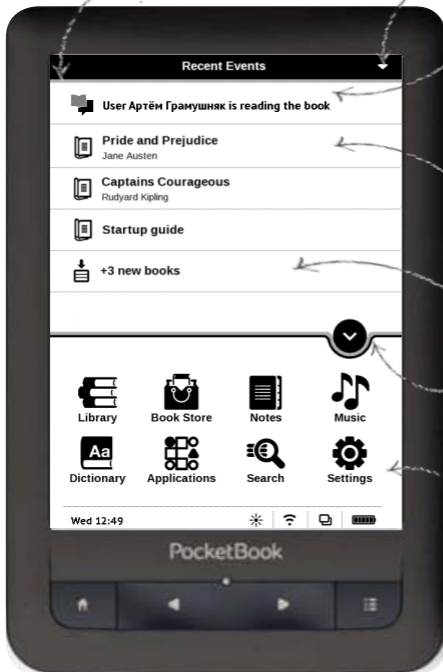 Recent Events
User Артём Грамушняк is reading the book
Pride and Prejudice
Jane Austen
Captains Courageous
Rudyard Kipling
Startup guide
+3 new books
Library Book Store Notes Music
Aa
Dictionary Applications Search Settings
Wed 12:49
PocketBook